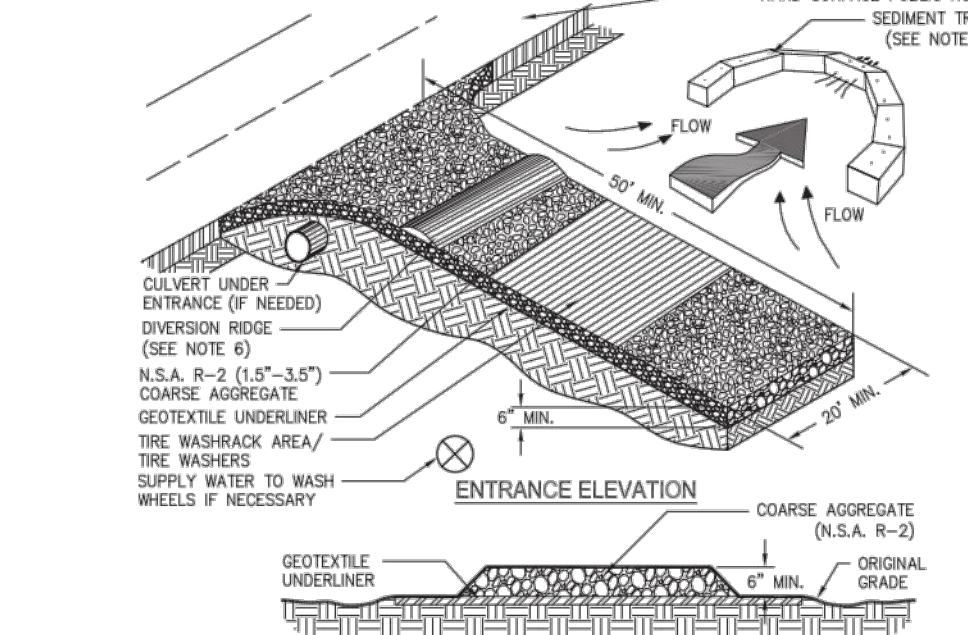 SEDIMENT
(SEE NOTE
FLOW
50' MIN.
FLOW
CULVERT UNDER
ENTRANCE (IF NEEDED)
DIVERSION RIDGE
(SEE NOTE 6)
N.S.A. R-2 (1.5"-3.5")
COARSE AGGREGATE
GEOTEXTILE UNDERLINER
6" MIN.
20' MIN.
TIRE WASHRACK AREA/
TIRE WASHERS
SUPPLY WATER TO WASH
WHEELS IF NECESSARY
ENTRANCE ELEVATION
COARSE AGGREGATE
(N.S.A. R-2)
GEOTEXTILE
UNDERLINER
6" MIN.
ORIGINAL
GRADE